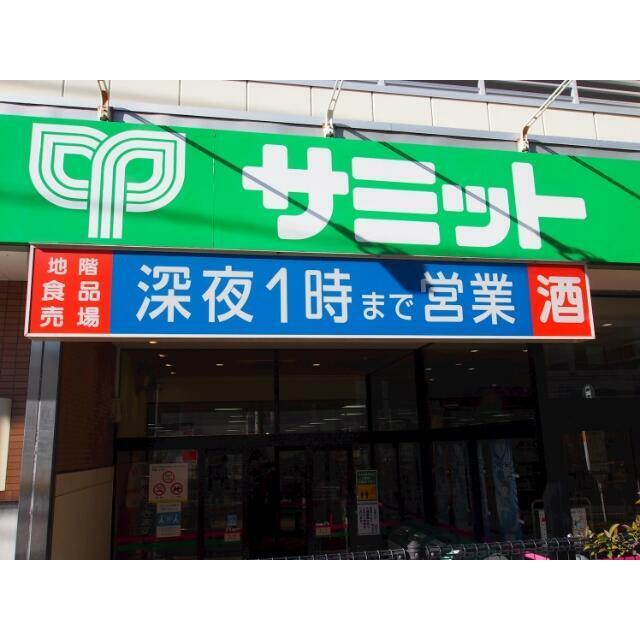 サミット
地階
食品
売場
深夜1時まで営業
酒